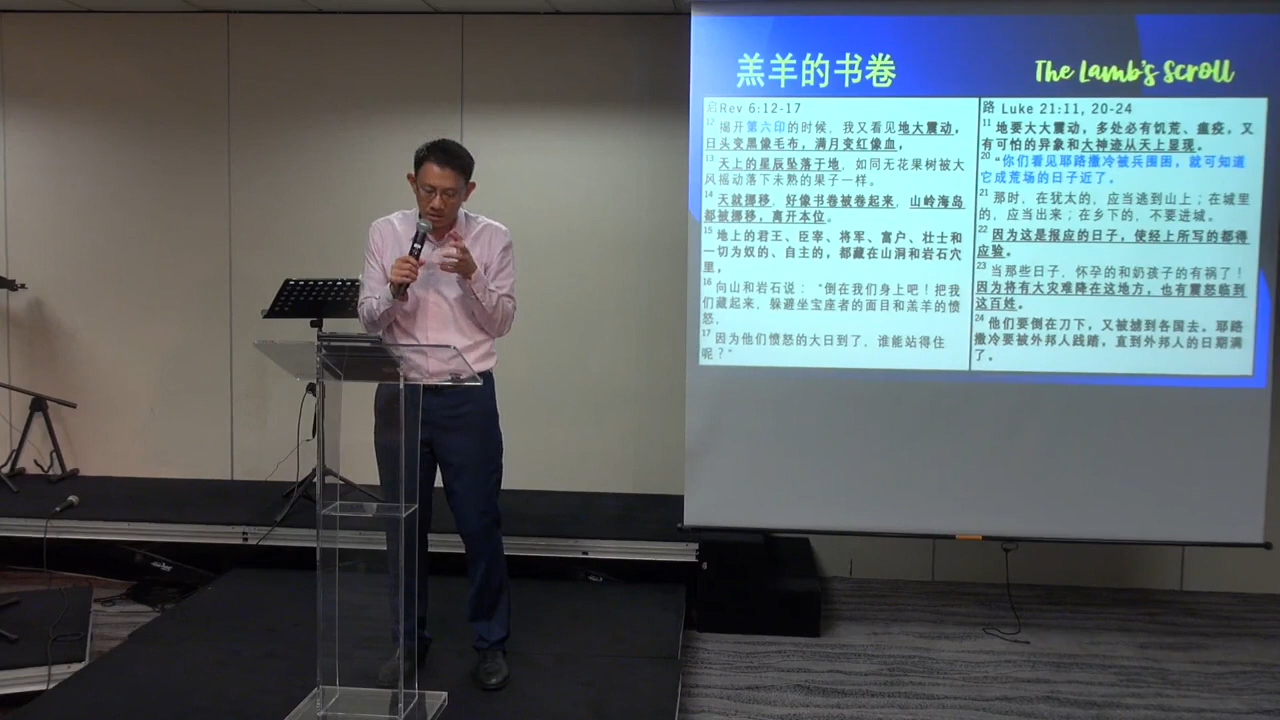 羔羊的书卷
The Lamb's Scroll
启Rev 6:12-17
12 揭开第六印的时候，我又看见地大震动，
日头变黑像毛布，满月变红像血，
13 天上的星辰坠落于地，如同无花果树被大
风摇动落下未熟的果子一样。
14 天就挪移，好像书卷被卷起来，山岭海岛
都被挪移，离开本位。
15 地上的君王、臣宰、将军、富户、壮士和
一切为奴的、自主的，都藏在山洞和岩石穴
里，
16 向山和岩石说：“倒在我们身上吧！把我
们藏起来，躲避坐宝座者的面目和羔羊的愤
怒，
17 因为他们愤怒的大日到了，谁能站得住
呢？”
路 Luke 21:11, 20-24
11 地要大大震动，多处必有饥荒、瘟疫，又
有可怕的异象和大神迹从天上显现。
20 “你们看见耶路撒冷被兵围困，就可知道
它成荒场的日子近了。
21 那时，在犹太的，应当逃到山上；在城里
的，应当出来；在乡下的，不要进城。
22 因为这是报应的日子，使经上所写的都得
应验。
23 当那些日子，怀孕的和奶孩子的有祸了！
因为将有大灾难降在这地方，也有震怒临到
这百姓。
24 他们要倒在刀下，又被掳到各国去。耶路
撒冷要被外邦人践踏，直到外邦人的日期满
了。